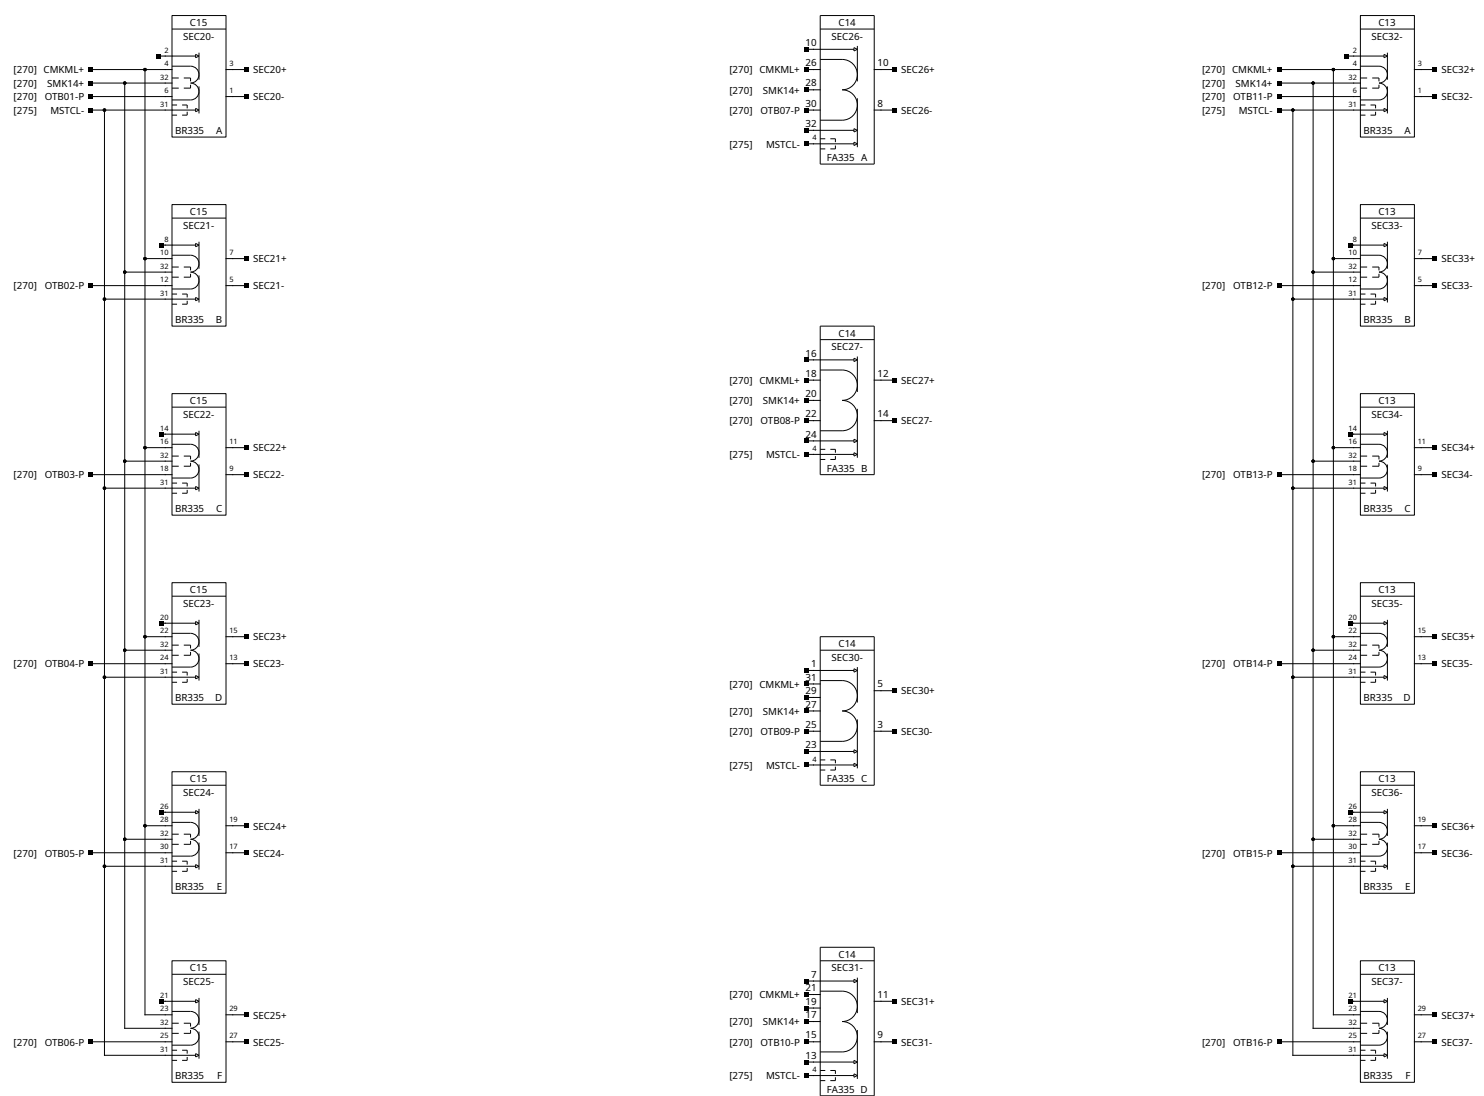 C15
SEC20-
2
4
[270] CMKML+
3
SEC20+
32
[270] SMK14+
6
[270] OTB01-P
1
SEC20-
31
[275] MSTCL-
BR335 A
C15
SEC21-
8
10
7
SEC21+
32
12
[270] OTB02-P
5
SEC21-
31
BR335 B
C15
SEC22-
14
16
11
SEC22+
32
18
[270] OTB03-P
9
SEC22-
31
BR335 C
C15
SEC23-
20
22
15
SEC23+
32
24
[270] OTB04-P
13
SEC23-
31
BR335 D
C15
SEC24-
26
28
19
SEC24+
32
30
[270] OTB05-P
17
SEC24-
31
BR335 E
C15
SEC25-
21
23
29
SEC25+
32
25
[270] OTB06-P
27
SEC25-
31
BR335 F
C14
SEC26-
10
26
[270] CMKML+
10
SEC26+
28
[270] SMK14+
30
[270] OTB07-P
8
SEC26-
32
4
[275] MSTCL-
FA335 A
C14
SEC27-
16
18
[270] CMKML+
12
SEC27+
20
[270] SMK14+
22
[270] OTB08-P
14
SEC27-
24
4
[275] MSTCL-
FA335 B
C14
SEC30-
1
31
[270] CMKML+
5
SEC30+
29
27
[270] SMK14+
25
[270] OTB09-P
3
SEC30-
23
4
[275] MSTCL-
FA335 C
C14
SEC31-
7
21
[270] CMKML+
11
SEC31+
19
17
[270] SMK14+
15
[270] OTB10-P
9
SEC31-
13
4
[275] MSTCL-
FA335 D
C13
SEC32-
2
4
[270] CMKML+
3
SEC32+
32
[270] SMK14+
6
[270] OTB11-P
1
SEC32-
31
[275] MSTCL-
BR335 A
C13
SEC33-
8
10
7
SEC33+
32
12
[270] OTB12-P
5
SEC33-
31
BR335 B
C13
SEC34-
14
16
11
SEC34+
32
18
[270] OTB13-P
9
SEC34-
31
BR335 C
C13
SEC35-
20
22
15
SEC35+
32
24
[270] OTB14-P
13
SEC35-
31
BR335 D
C13
SEC36-
26
28
19
SEC36+
32
30
[270] OTB15-P
17
SEC36-
31
BR335 E
C13
SEC37-
21
23
29
SEC37+
32
25
[270] OTB16-P
27
SEC37-
31
BR335 F